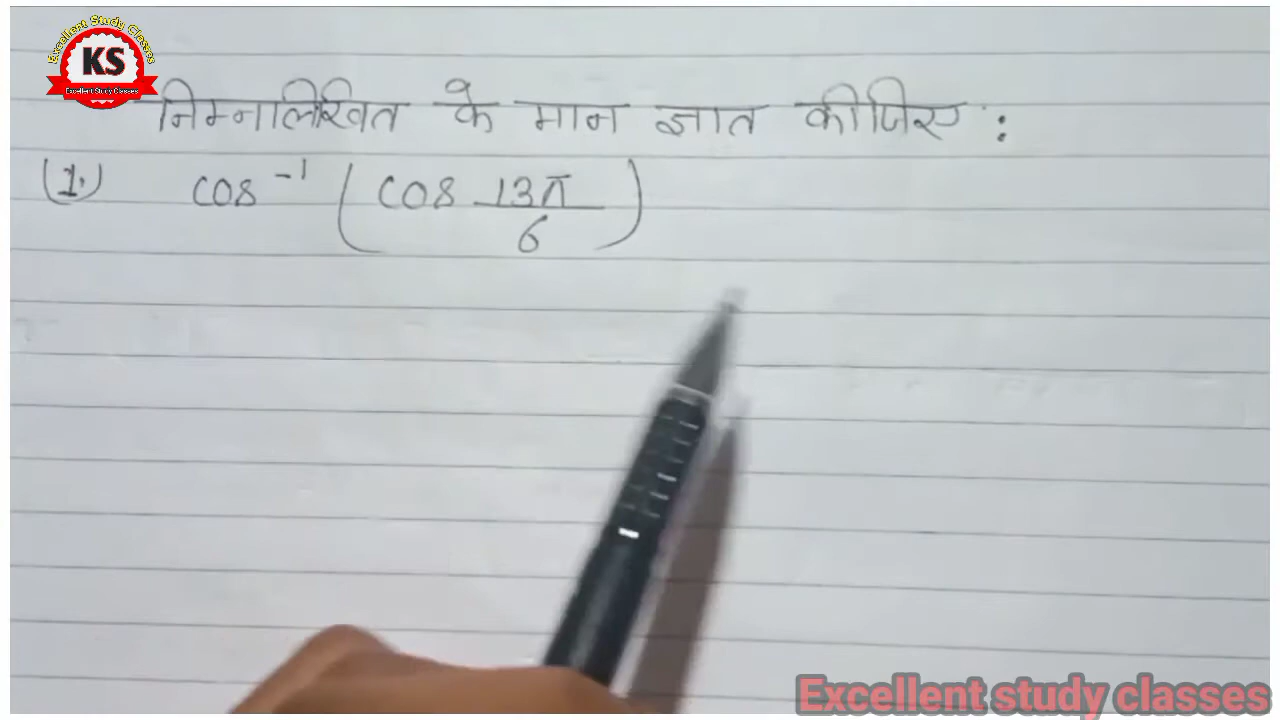 Excellent Study Classes
KS
Excellent Study Classes
निम्नलिखित के मान ज्ञात कीजिए :
(1.) cos⁻¹ (cos 13π/6)
Excellent study classes